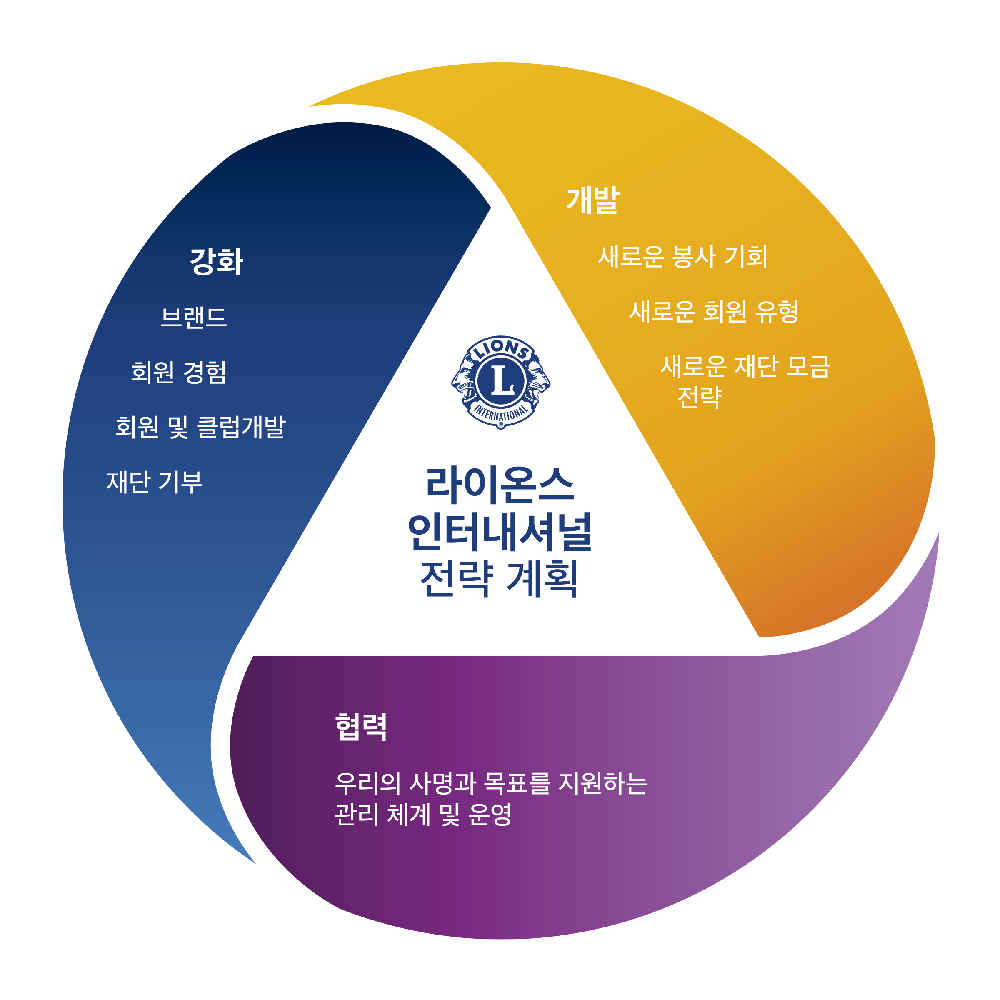 개발
새로운 봉사 기회
새로운 회원 유형
새로운 재단 모금
전략
강화
브랜드
회원 경험
회원 및 클럽개발
재단 기부
LIONS
L
INTERNATIONAL
®
라이온스
인터내셔널
전략 계획
협력
우리의 사명과 목표를 지원하는
관리 체계 및 운영